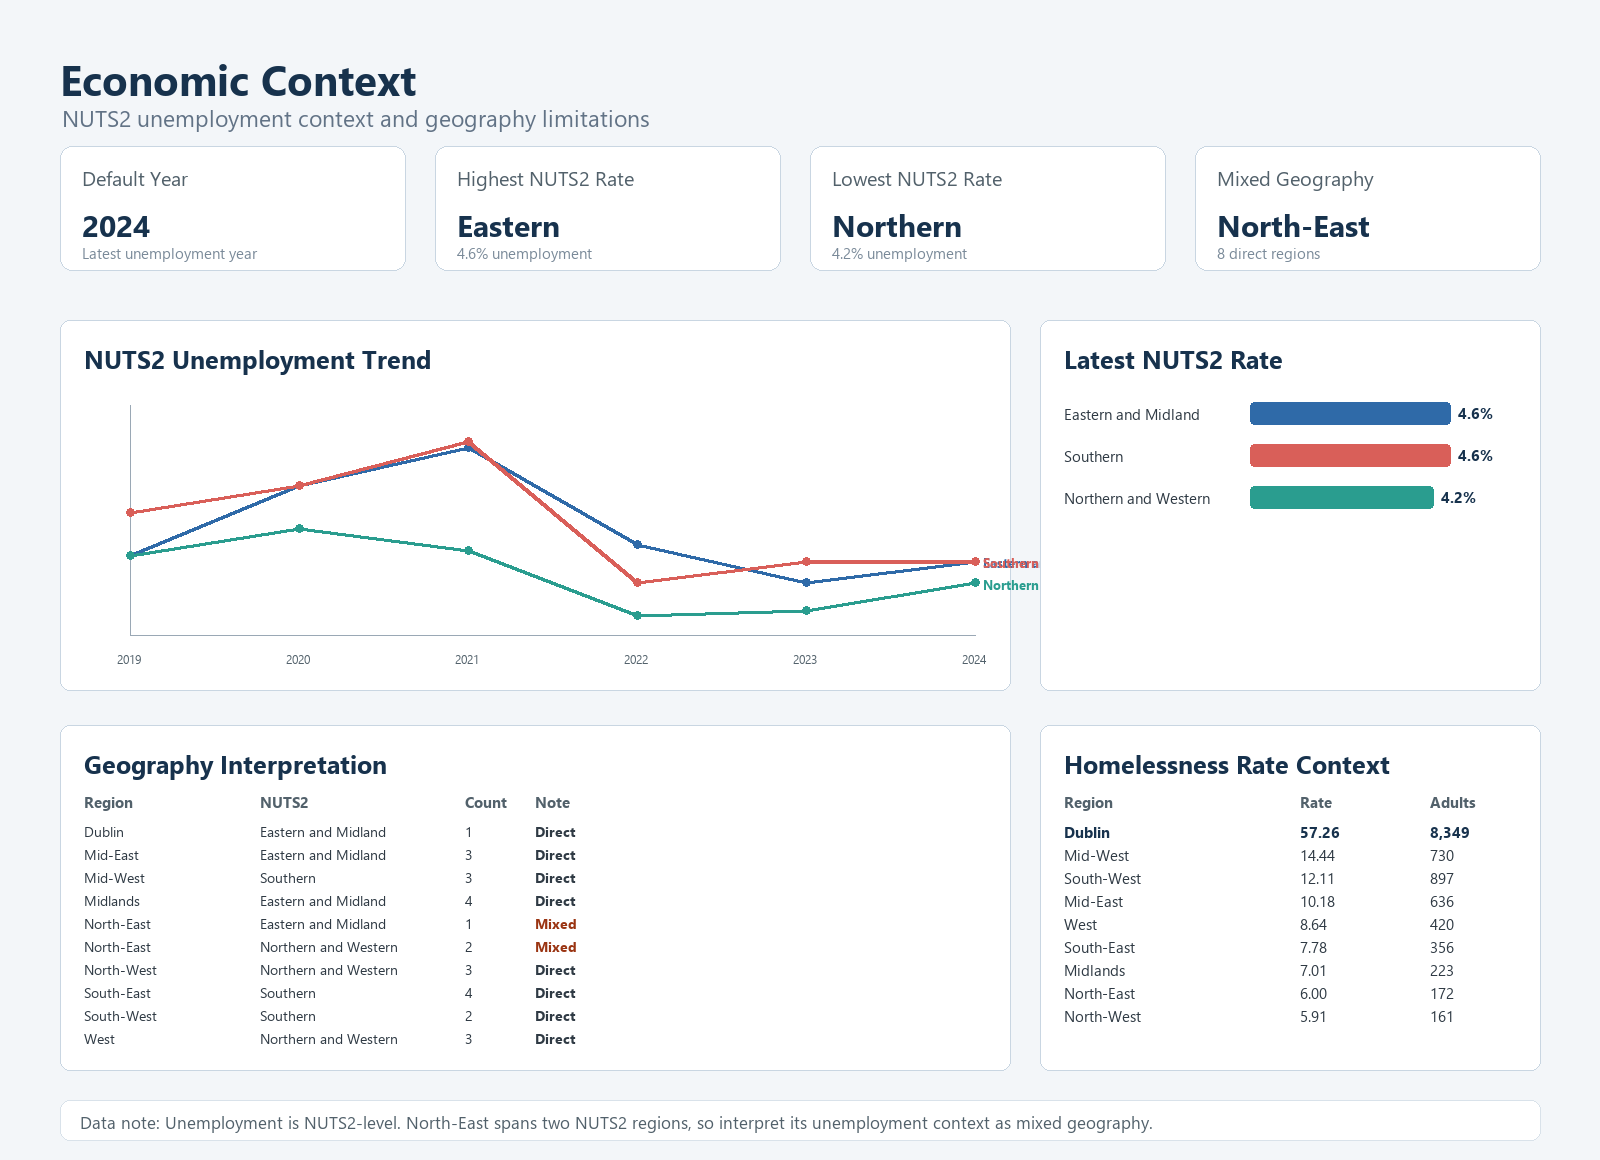 Economic Context
NUTS2 unemployment context and geography limitations
Default Year
2024
Latest unemployment year
Highest NUTS2 Rate
Eastern
4.6% unemployment
Lowest NUTS2 Rate
Northern
4.2% unemployment
Mixed Geography
North-East
8 direct regions
NUTS2 Unemployment Trend
Northern
2019 2020 2021 2022 2023 2024
Latest NUTS2 Rate
Eastern and Midland 4.6%
Southern 4.6%
Northern and Western 4.2%
Geography Interpretation
Region NUTS2 Count Note
Dublin Eastern and Midland 1 Direct
Mid-East Eastern and Midland 3 Direct
Mid-West Southern 3 Direct
Midlands Eastern and Midland 4 Direct
North-East Eastern and Midland 1 Mixed
North-East Northern and Western 2 Mixed
North-West Northern and Western 3 Direct
South-East Southern 4 Direct
South-West Southern 2 Direct
West Northern and Western 3 Direct
Homelessness Rate Context
Region Rate Adults
Dublin 57.26 8,349
Mid-West 14.44 730
South-West 12.11 897
Mid-East 10.18 636
West 8.64 420
South-East 7.78 356
Midlands 7.01 223
North-East 6.00 172
North-West 5.91 161
Data note: Unemployment is NUTS2-level. North-East spans two NUTS2 regions, so interpret its unemployment context as mixed geography.